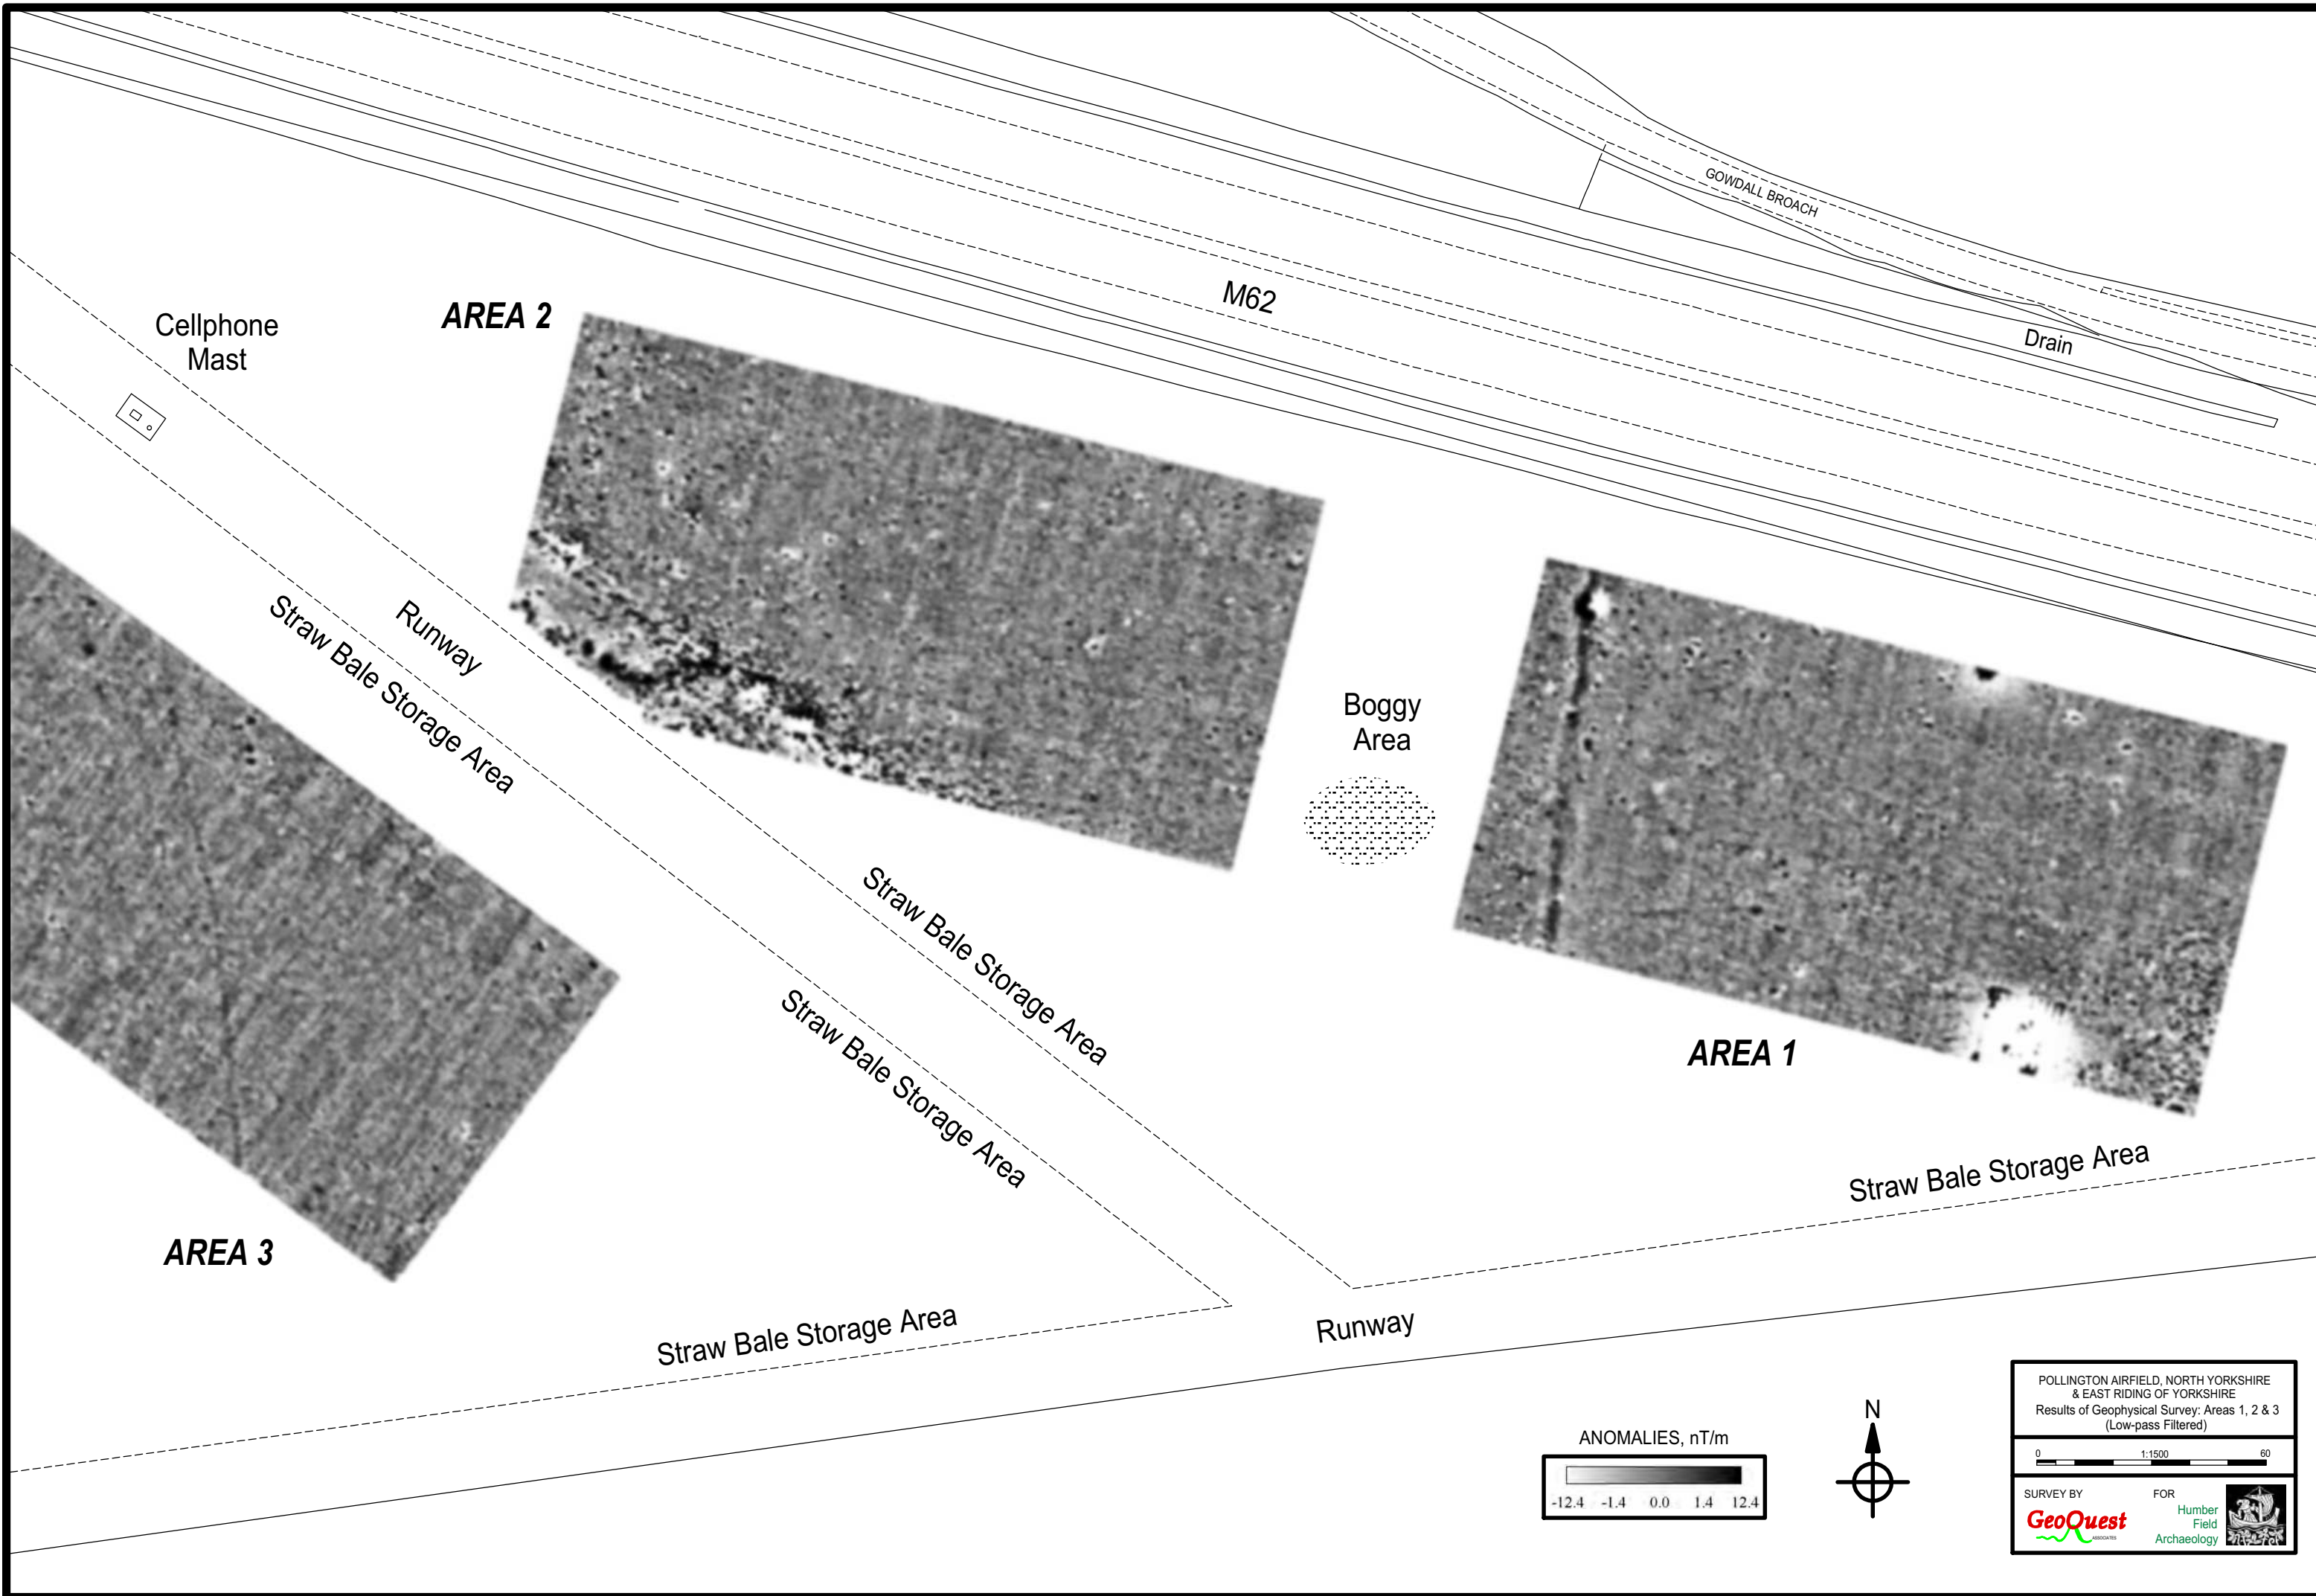 GOWDALL BROACH
M62
Drain
Cellphone
Mast
AREA 2
Runway
Straw Bale Storage Area
Boggy
Area
Straw Bale Storage Area
Straw Bale Storage Area
AREA 1
Straw Bale Storage Area
AREA 3
Straw Bale Storage Area
Runway
ANOMALIES, nT/m
-12.4 -1.4 0.0 1.4 12.4
N
POLLINGTON AIRFIELD, NORTH YORKSHIRE
& EAST RIDING OF YORKSHIRE
Results of Geophysical Survey: Areas 1, 2 & 3
(Low-pass Filtered)
0 1:1500 60
SURVEY BY
GeoQuest
ASSOCIATES
FOR
Humber
Field
Archaeology